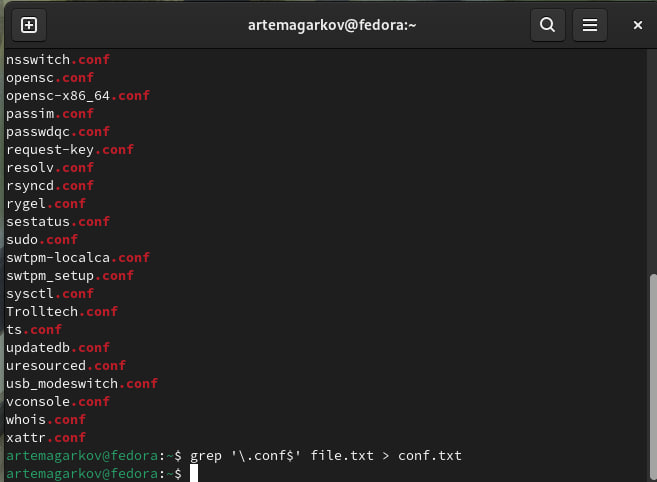 artemagarkov@fedora:~
nsswitch.conf
opensc.conf
opensc-x86_64.conf
passim.conf
passwdqc.conf
request-key.conf
resolv.conf
rsyncd.conf
rygel.conf
sestatus.conf
sudo.conf
swtpm-localca.conf
swtpm_setup.conf
sysctl.conf
Trolltech.conf
ts.conf
updatedb.conf
uresourced.conf
usb_modeswitch.conf
vconsole.conf
whois.conf
xattr.conf
artemagarkov@fedora:~$ grep '\.conf$' file.txt > conf.txt
artemagarkov@fedora:~$